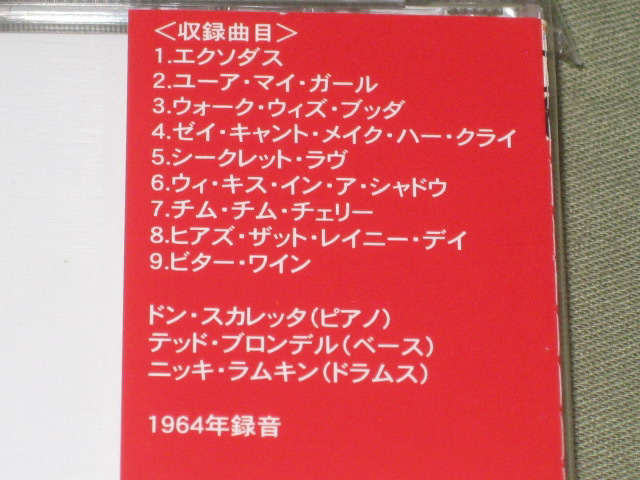 ＜収録曲目＞
1.エクソダス
2.ユーア・マイ・ガール
3.ウォーク・ウィズ・ブッダ
4.ゼイ・キャント・メイク・ハー・クライ
5.シークレット・ラヴ
6.ウィ・キス・イン・ア・シャドウ
7.チム・チム・チェリー
8.ヒアズ・ザット・レイニー・デイ
9.ビター・ワイン
ドン・スカレッタ(ピアノ)
テッド・ブロンデル(ベース)
ニッキ・ラムキン(ドラムス)
1964年録音